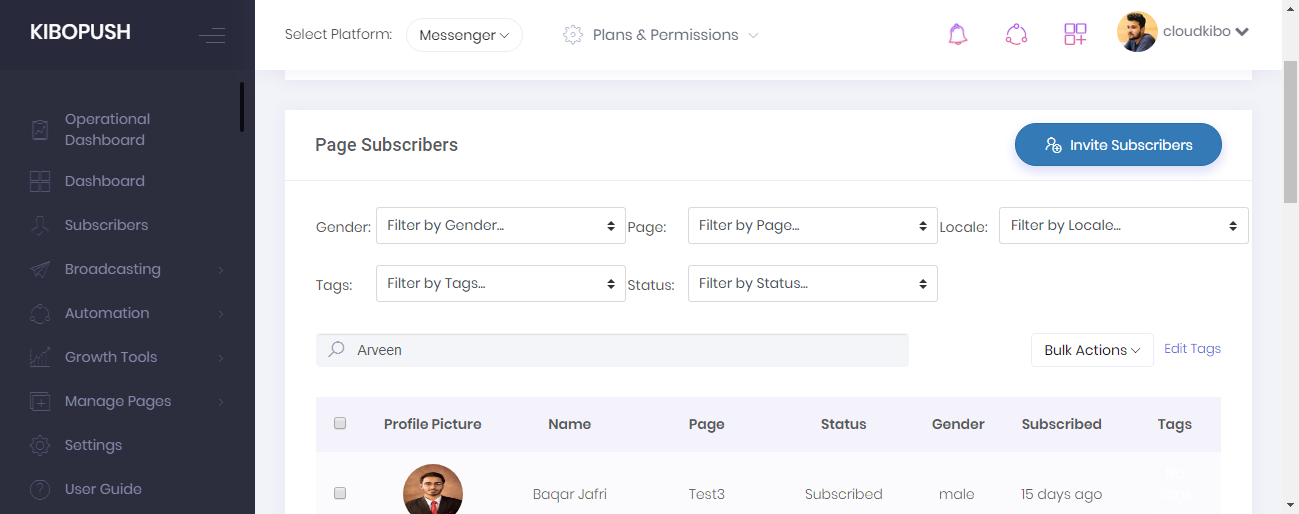 KIBOPUSH
Select Platform: Messenger Plans & Permissions cloudkibo
Operational
Dashboard
Dashboard
Subscribers
Broadcasting
Automation
Growth Tools
Manage Pages
Settings
User Guide
Page Subscribers Invite Subscribers
Gender: Filter by Gender... Page: Filter by Page... Locale: Filter by Locale...
Tags: Filter by Tags... Status: Filter by Status...
Arveen Bulk Actions Edit Tags
Profile Picture Name Page Status Gender Subscribed Tags
Baqar Jafri Test3 Subscribed male 15 days ago